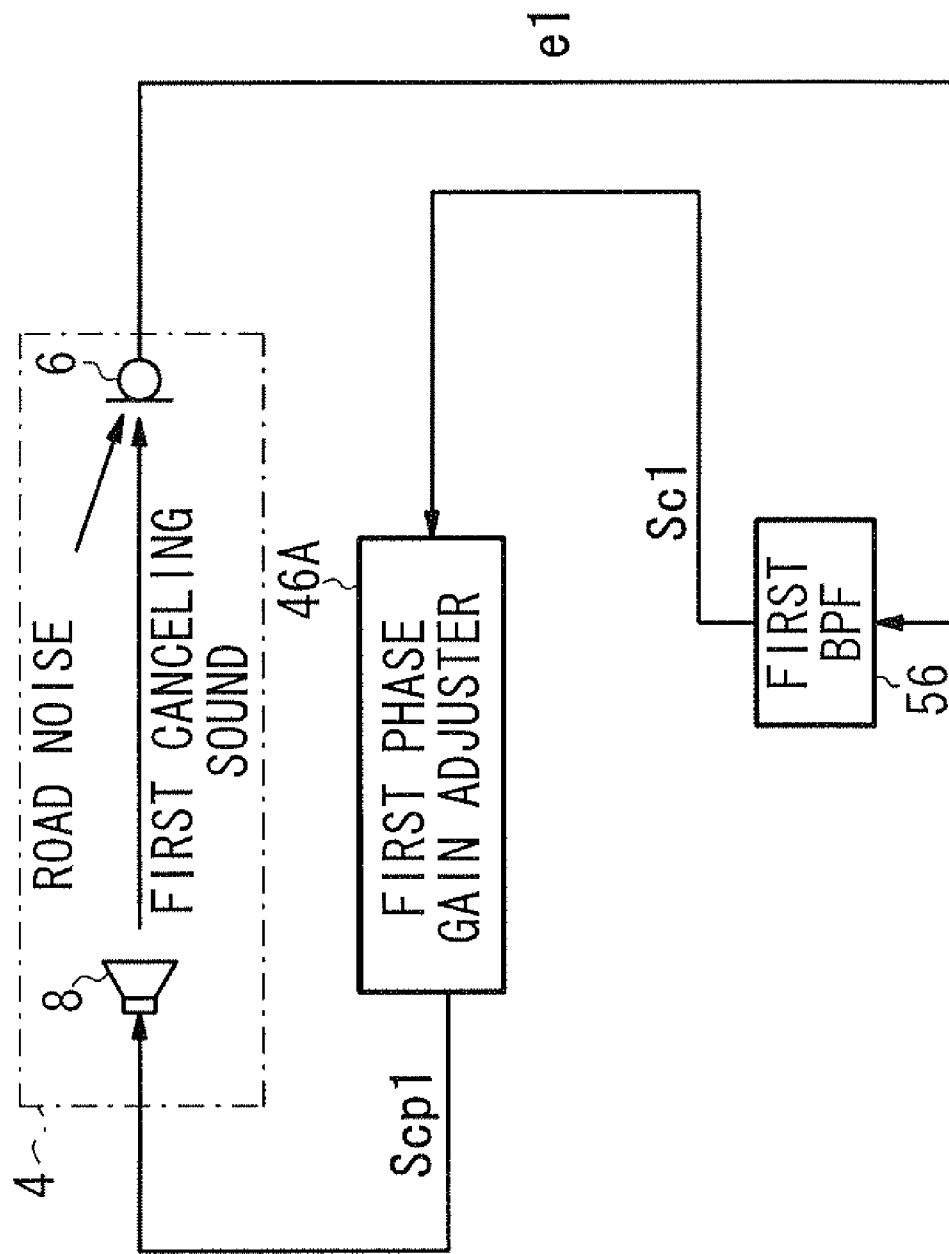 4
8
ROAD NOISE
6
FIRST CANCELING
SOUND
e1
Scp1
FIRST PHASE
GAIN ADJUSTER
46A
Sc1
FIRST
BPF
56